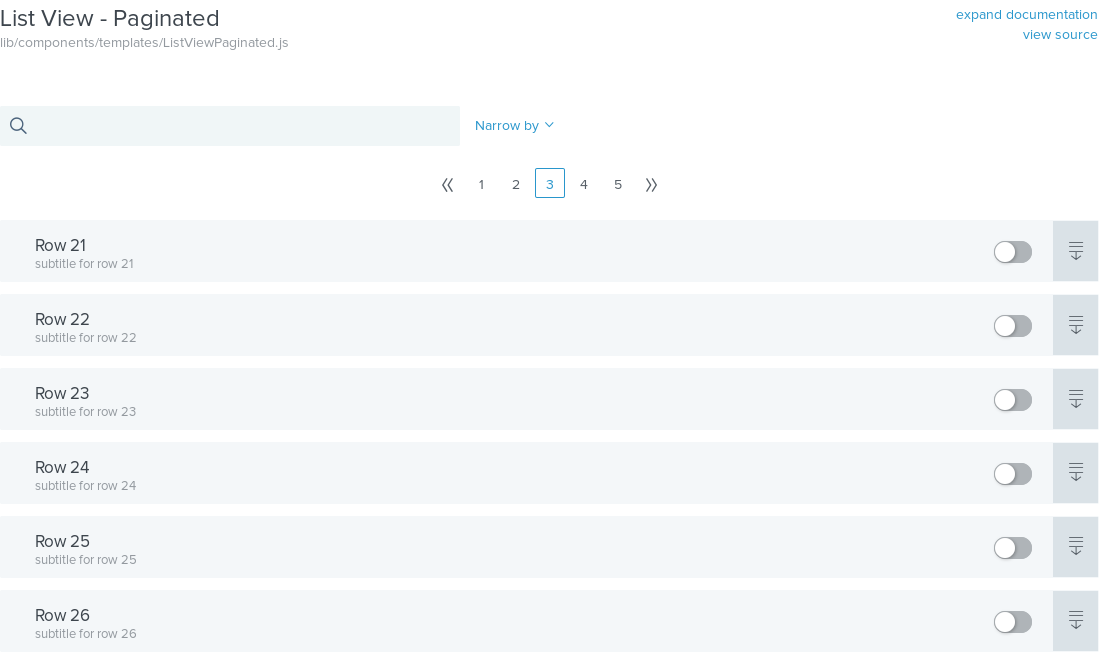 List View - Paginated
expand documentation
lib/components/templates/ListViewPaginated.js
view source
Narrow by
1 2 3 4 5
Row 21
subtitle for row 21
Row 22
subtitle for row 22
Row 23
subtitle for row 23
Row 24
subtitle for row 24
Row 25
subtitle for row 25
Row 26
subtitle for row 26